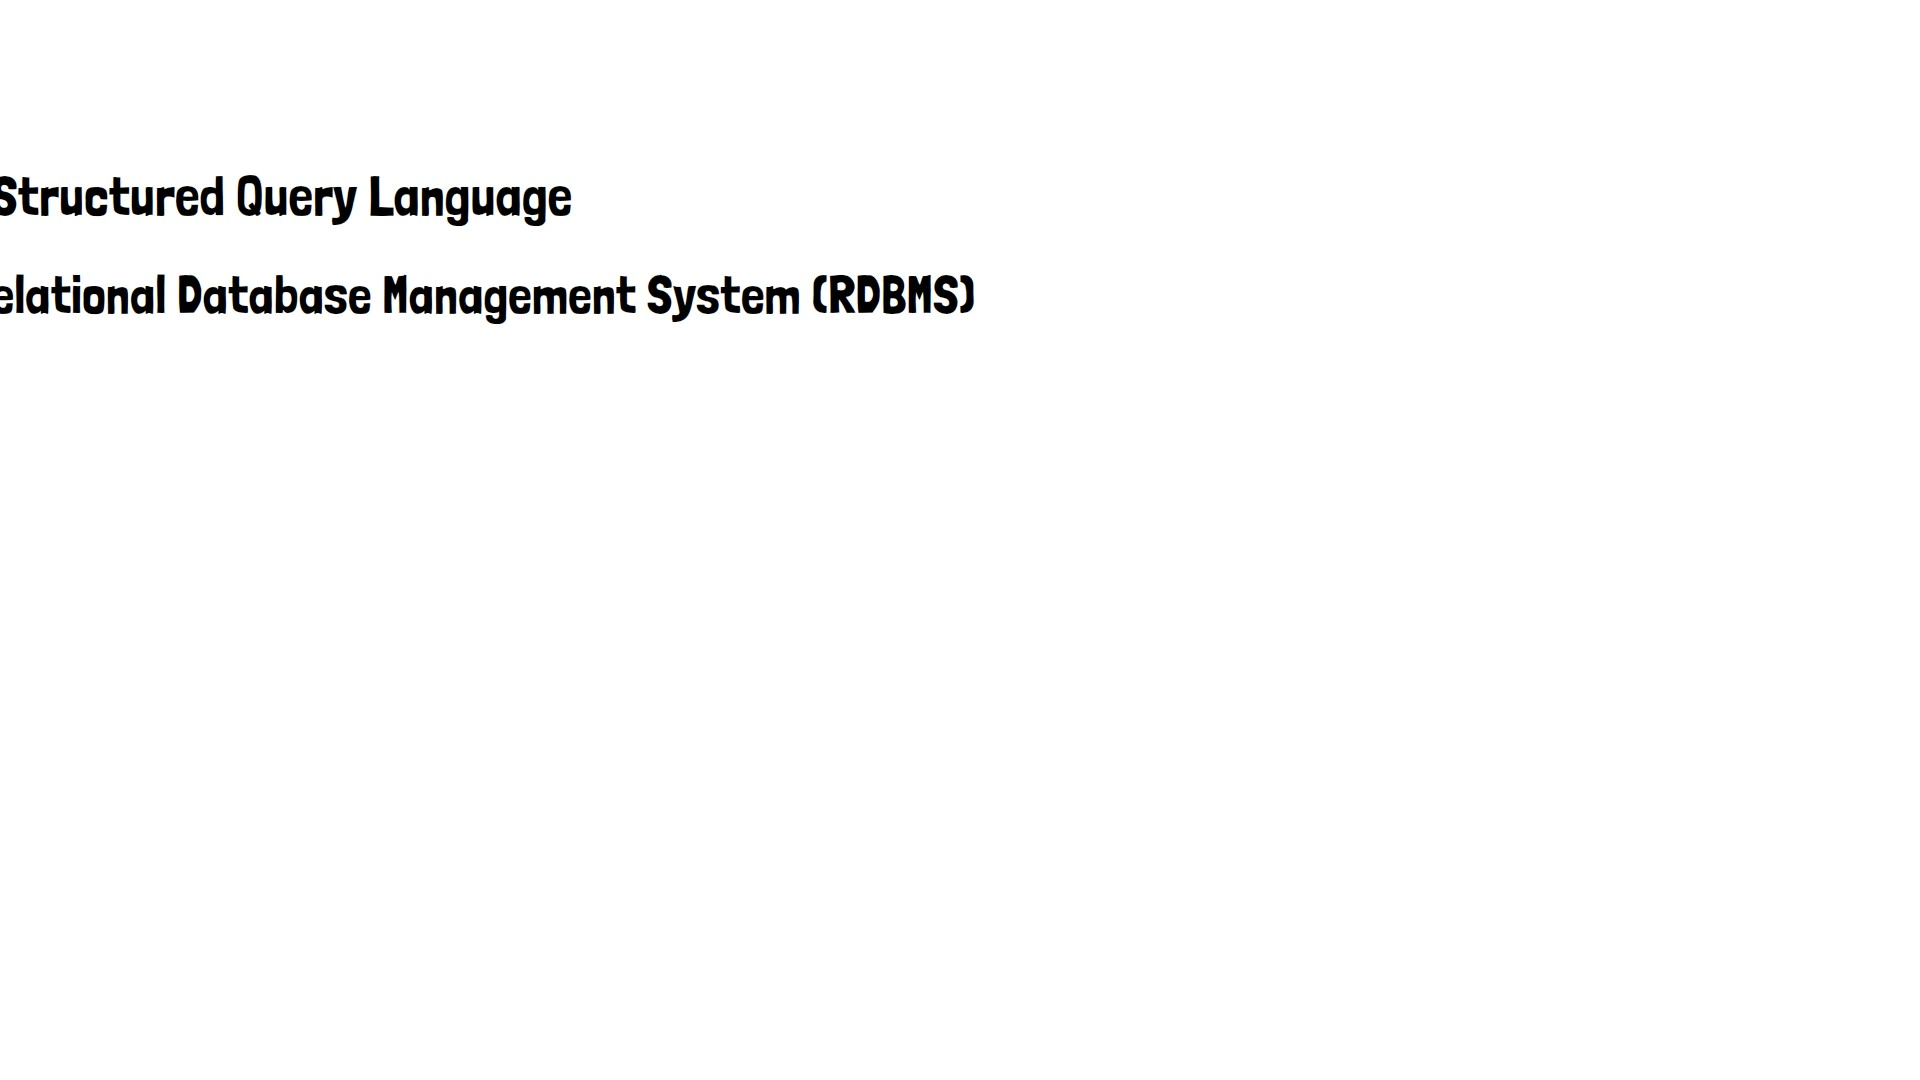 Structured Query Language
elational Database Management System (RDBMS)